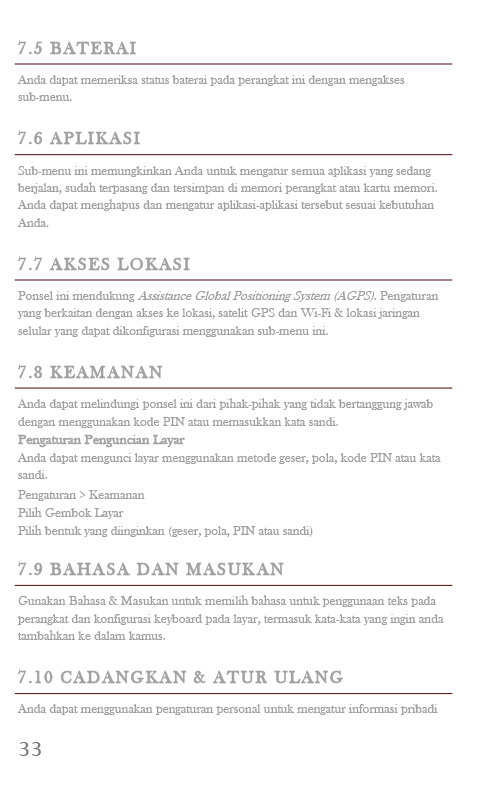 7.5 BATERAI
Anda dapat memeriksa status baterai pada perangkat ini dengan mengakses
sub-menu.
7.6 APLIKASI
Sub-menu ini memungkinkan Anda untuk mengatur semua aplikasi yang sedang
berjalan, sudah terpasang dan tersimpan di memori perangkat atau kartu memori.
Anda dapat menghapus dan mengatur aplikasi-aplikasi tersebut sesuai kebutuhan
Anda.
7.7 AKSES LOKASI
Ponsel ini mendukung Assistance Global Positioning System (AGPS). Pengaturan
yang berkaitan dengan akses ke lokasi, satelit GPS dan Wi-Fi & lokasi jaringan
selular yang dapat dikonfigurasi menggunakan sub-menu ini.
7.8 KEAMANAN
Anda dapat melindungi ponsel ini dari pihak-pihak yang tidak bertanggung jawab
dengan menggunakan kode PIN atau memasukkan kata sandi.
Pengaturan Penguncian Layar
Anda dapat mengunci layar menggunakan metode geser, pola, kode PIN atau kata
sandi.
Pengaturan > Keamanan
Pilih Gembok Layar
Pilih bentuk yang diinginkan (geser, pola, PIN atau sandi)
7.9 BAHASA DAN MASUKAN
Gunakan Bahasa & Masukan untuk memilih bahasa untuk penggunaan teks pada
perangkat dan konfigurasi keyboard pada layar, termasuk kata-kata yang ingin anda
tambahkan ke dalam kamus.
7.10 CADANGKAN & ATUR ULANG
Anda dapat menggunakan pengaturan personal untuk mengatur informasi pribadi
33